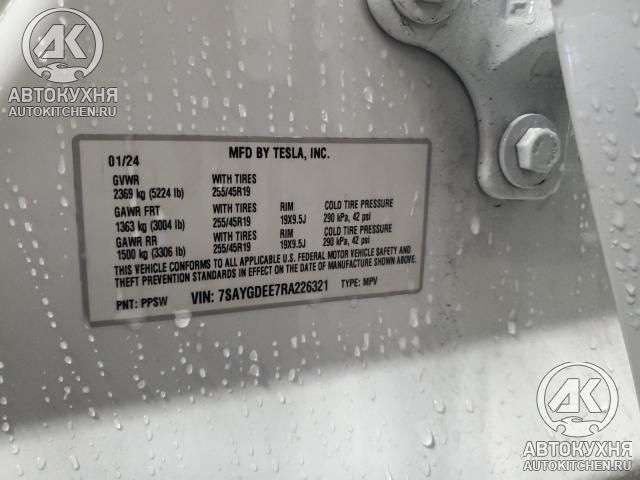 АК
АВТОКУХНЯ
AUTOKITCHEN.RU
01/24 MFD BY TESLA, INC.
GVWR WITH TIRES
2369 kg (5224 lb) 255/45R19
GAWR FRT WITH TIRES RIM COLD TIRE PRESSURE
1363 kg (3004 lb) 255/45R19 19X9.5J 290 kPa, 42 psi
GAWR RR WITH TIRES RIM COLD TIRE PRESSURE
1500 kg (3306 lb) 255/45R19 19X9.5J 290 kPa, 42 psi
THIS VEHICLE CONFORMS TO ALL APPLICABLE U.S. FEDERAL MOTOR VEHICLE SAFETY AND
THEFT PREVENTION STANDARDS IN EFFECT ON THE DATE OF MANUFACTURE SHOWN ABOVE.
PNT: PPSW VIN: 7SAYGDEE7RA226321 TYPE: MPV
АК
АВТОКУХНЯ
AUTOKITCHEN.RU